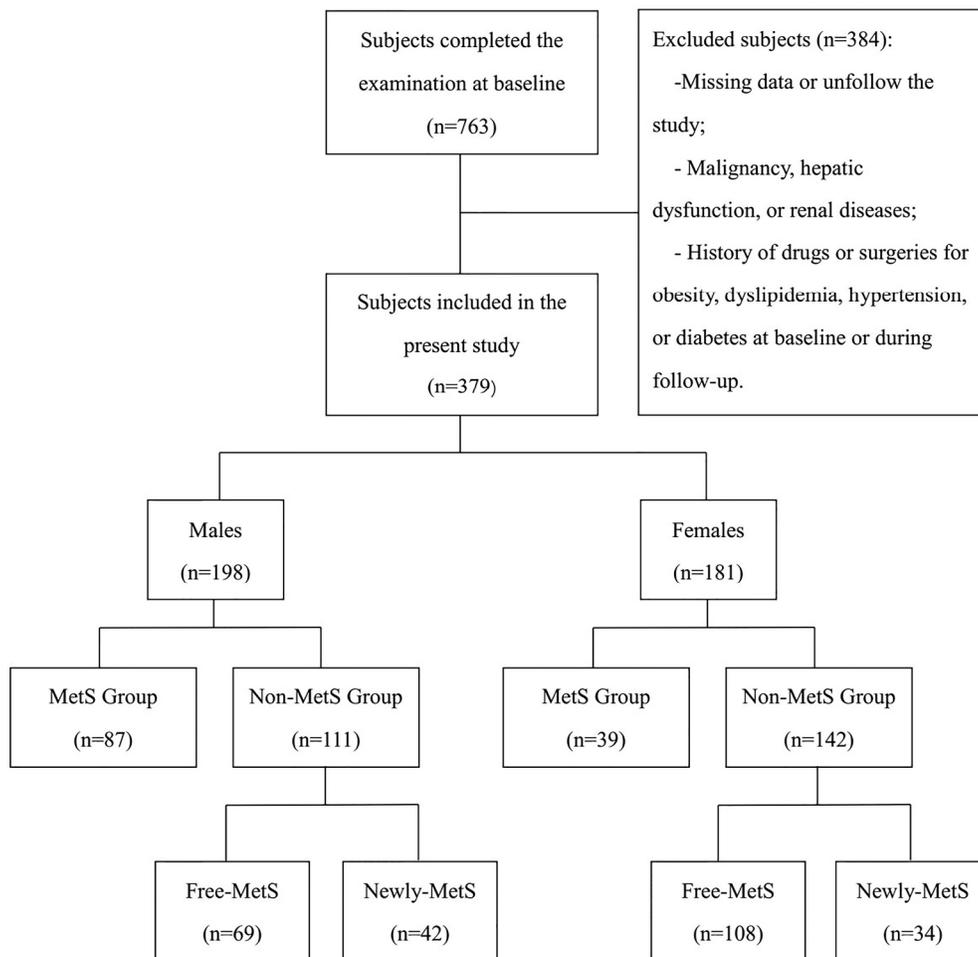 Subjects completed the
examination at baseline
(n=763)
Excluded subjects (n=384):
-Missing data or unfollow the
study;
- Malignancy, hepatic
dysfunction, or renal diseases;
- History of drugs or surgeries for
obesity, dyslipidemia, hypertension,
or diabetes at baseline or during
follow-up.
Subjects included in the
present study
(n=379)
Males
(n=198)
Females
(n=181)
MetS Group
(n=87)
Non-MetS Group
(n=111)
MetS Group
(n=39)
Non-MetS Group
(n=142)
Free-MetS
(n=69)
Newly-MetS
(n=42)
Free-MetS
(n=108)
Newly-MetS
(n=34)